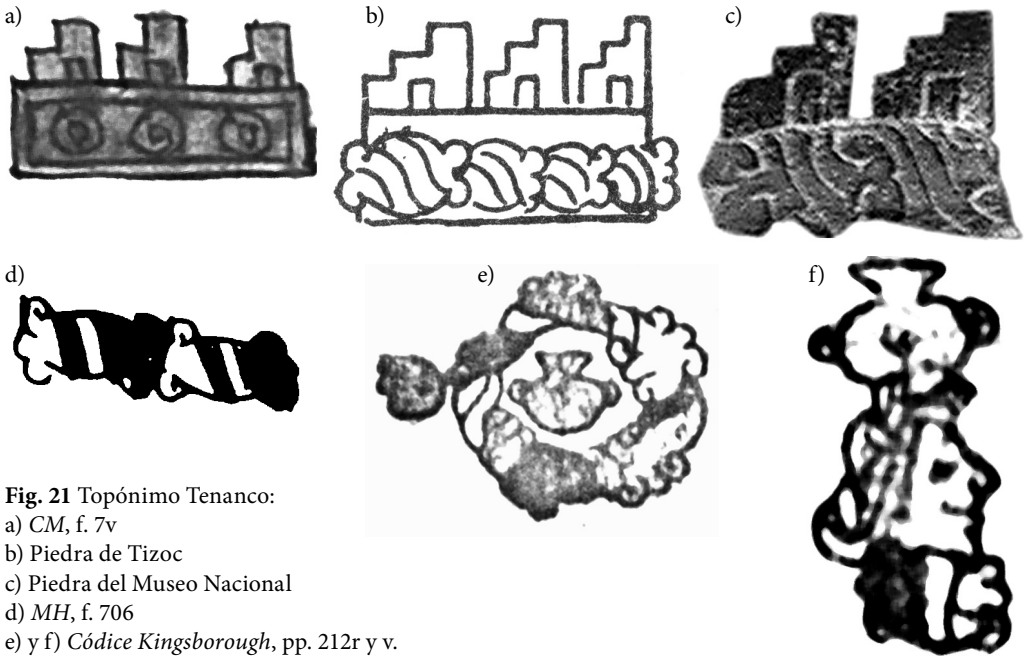 a)
b)
c)
d)
e)
f)
Fig. 21 Topónimo Tenanco:
a) CM, f. 7v
b) Piedra de Tizoc
c) Piedra del Museo Nacional
d) MH, f. 706
e) y f) Códice Kingsborough, pp. 212r y v.